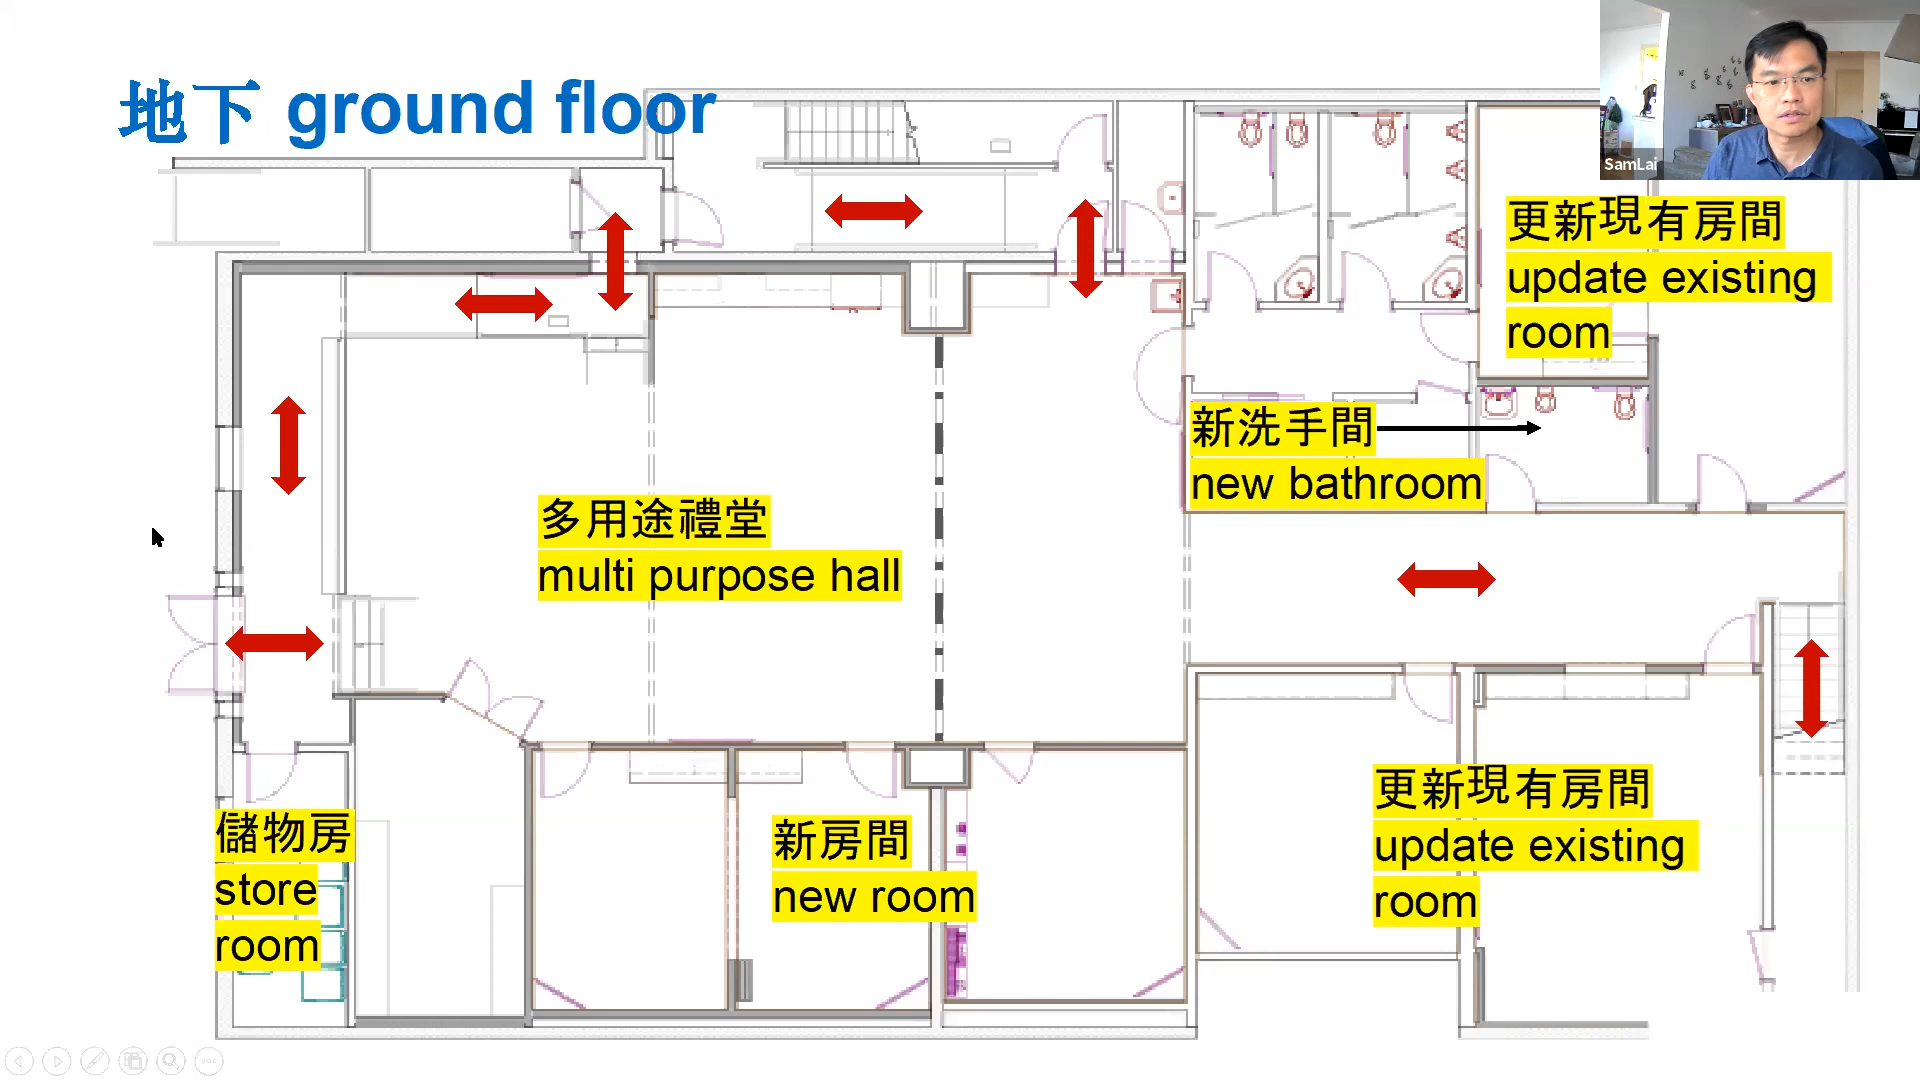 地下 ground floor
SamLai
更新現有房間
update existing
room
新洗手間
new bathroom
多用途禮堂
multi purpose hall
更新現有房間
update existing
room
儲物房
store
room
新房間
new room